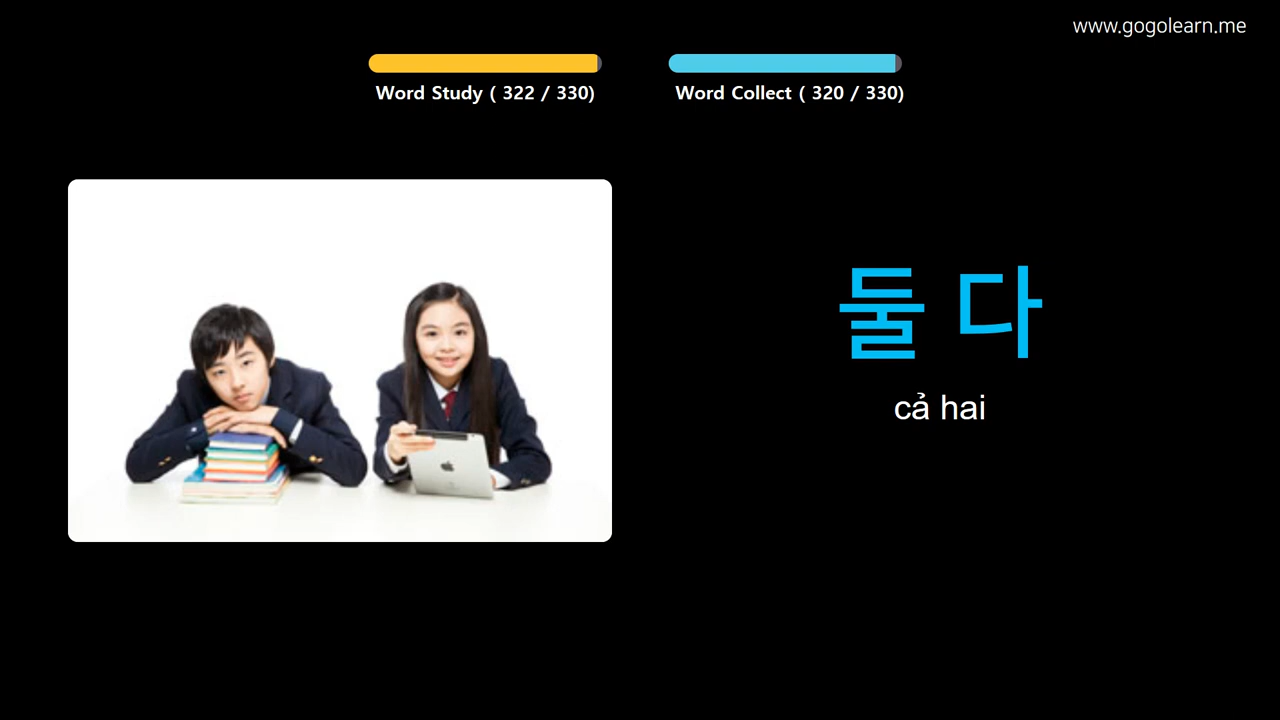 www.gogolearn.me
Word Study ( 322 / 330)
Word Collect ( 320 / 330)
둘 다
cả hai